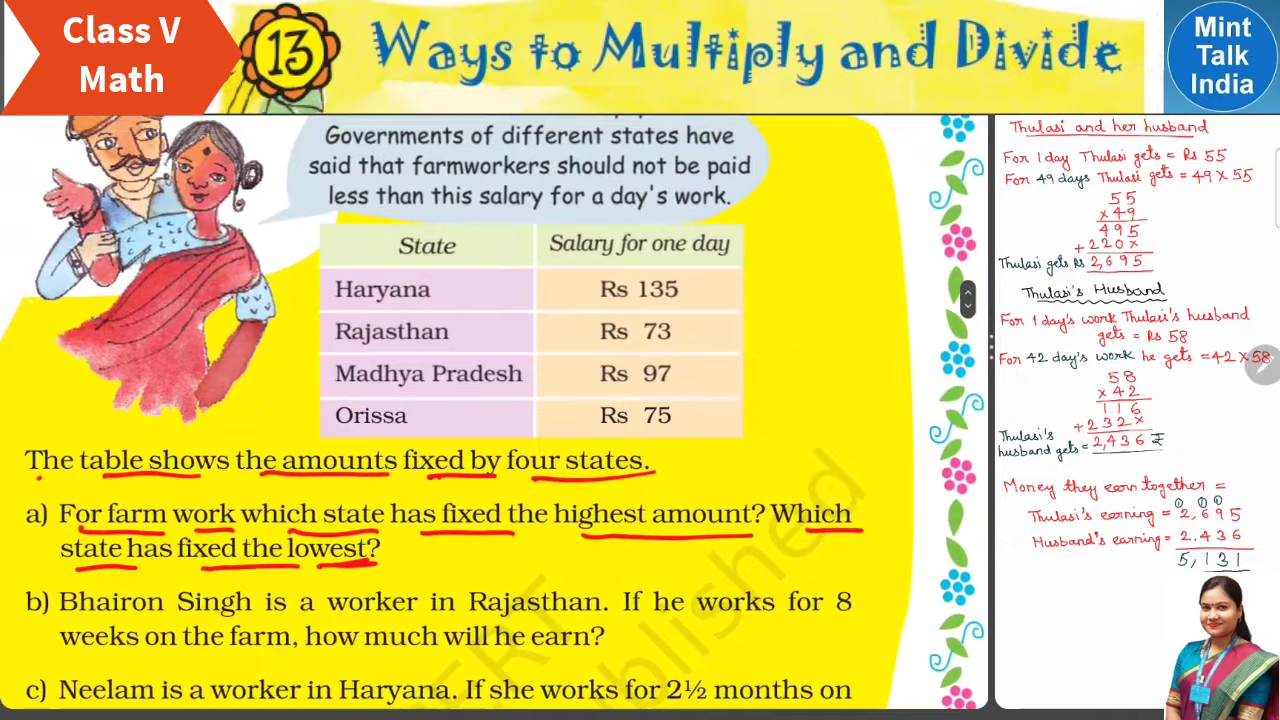 Class V
Math
13
Ways to Multiply and Divide
Mint
Talk
India
Governments of different states have
said that farmworkers should not be paid
less than this salary for a day's work.
State Salary for one day
Haryana Rs 135
Rajasthan Rs 73
Madhya Pradesh Rs 97
Orissa Rs 75
The table shows the amounts fixed by four states.
a) For farm work which state has fixed the highest amount? Which
state has fixed the lowest?
b) Bhairon Singh is a worker in Rajasthan. If he works for 8
weeks on the farm, how much will he earn?
c) Neelam is a worker in Haryana. If she works for 2½ months on
Thulasi and her husband
For 1 day Thulasi gets = Rs 55
For 49 days Thulasi gets = 49 X 55
55
x 49
495
+ 220x
Thulasi gets Rs 2,695
Thulasi's Husband
For 1 day's work Thulasi's husband
gets = Rs 58
For 42 day's work he gets = 42 X 58
58
x 42
116
+ 232x
Thulasi's
husband gets = 2,436 ₹
Money they earn together =
Thulasi's earning = 2,695
Husband's earning = 2,436
5,131